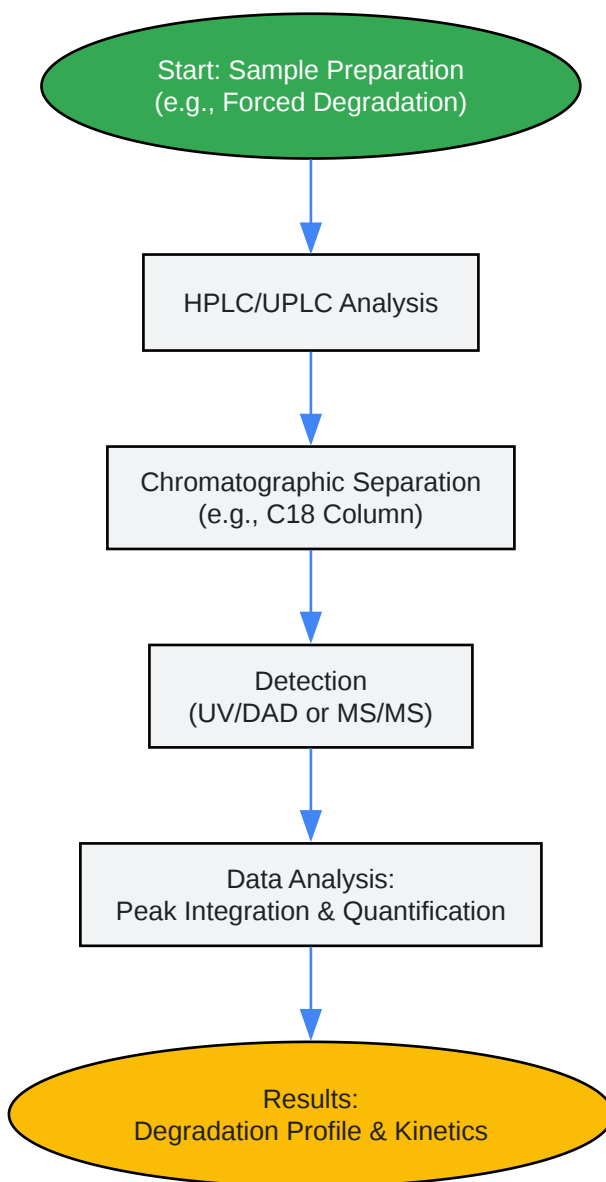 Start: Sample Preparation
(e.g., Forced Degradation)
HPLC/UPLC Analysis
Chromatographic Separation
(e.g., C18 Column)
Detection
(UV/DAD or MS/MS)
Data Analysis:
Peak Integration & Quantification
Results:
Degradation Profile & Kinetics